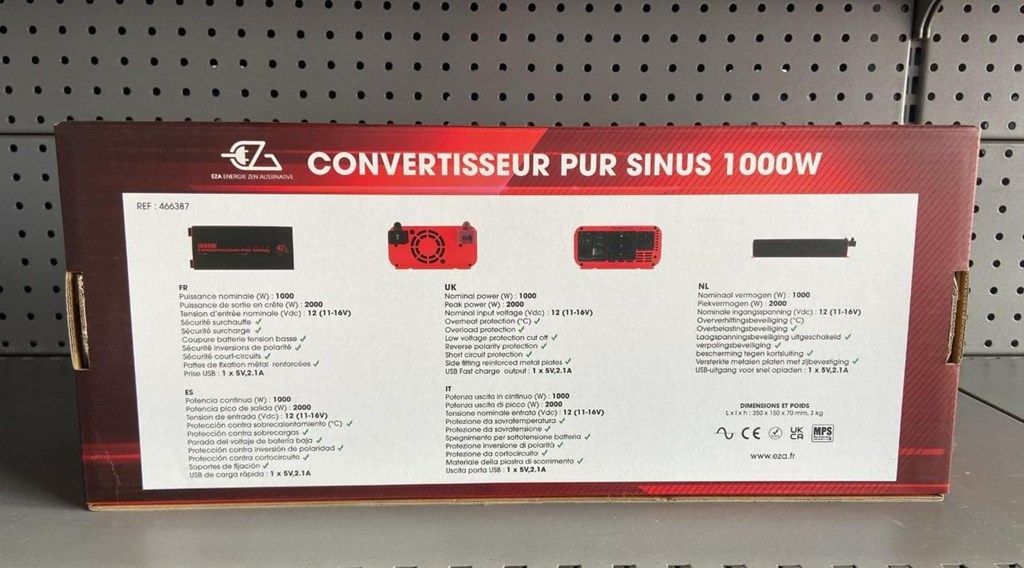 EZA ENERGIE ZEN ALTERNATIVE
CONVERTISSEUR PUR SINUS 1000W
REF : 466387
1000W
Convertisseur Pur Sinus
FR
Puissance nominale (W) : 1000
Puissance de sortie en crête (W) : 2000
Tension d'entrée nominale (Vdc) : 12 (11-16V)
Sécurité surchauffe ✓
Sécurité surcharge ✓
Coupure batterie tension basse ✓
Sécurité inversions de polarité ✓
Sécurité court-circuits ✓
Pattes de fixation métal renforcées ✓
Prise USB : 1 x 5V,2.1A
UK
Nominal power (W) : 1000
Peak power (W) : 2000
Nominal input voltage (Vdc) : 12 (11-16V)
Overheat protection (°C) ✓
Overload protection ✓
Low voltage protection cut off ✓
Reverse polarity protection ✓
Short circuit protection ✓
Side fitting reinforced metal plates ✓
USB Fast charge output : 1 x 5V,2.1A
NL
Nominaal vermogen (W) : 1000
Piekvermogen (W) : 2000
Nominale ingangsspanning (Vdc) : 12 (11-16V)
Oververhittingsbeveiliging (°C)
Overbelastingsbeveiliging ✓
Laagspanningsbeveiliging uitgeschakeld ✓
verpolingsbeveiliging ✓
bescherming tegen kortsluiting ✓
Versterkte metalen platen met zijbevestiging ✓
USB-uitgang voor snel opladen : 1 x 5V,2.1A
ES
Potencia continua (W) : 1000
Potencia pico de salida (W) : 2000
Tension de entrada (Vdc) : 12 (11-16V)
Protección contra sobrecalentamiento (°C) ✓
Protección contra sobrecargas ✓
Parada del voltaje de batería baja ✓
Protección contra inversión de polaridad ✓
Protección contra cortocircuito ✓
Soportes de fijación ✓
USB de carga rápida : 1 x 5V,2.1A
IT
Potenza uscita in cintinuo (W) : 1000
Potenza uscita di picco (W) : 2000
Tensione nominale entrata (Vdc) : 12 (11-16V)
Protezione da sovratemperatura ✓
Protezione da sovratensione ✓
Spegnimento per sottotensione batteria ✓
Protezione inversione di polarità ✓
Protezione da cortocircuito ✓
Materiale della piastra di scorrimento ✓
Uscita porta USB : 1 x 5V,2.1A
DIMENSIONS ET POIDS
L x l x h : 350 x 150 x 70 mm, 3 kg
CE UK CA MPS
www.eza.fr